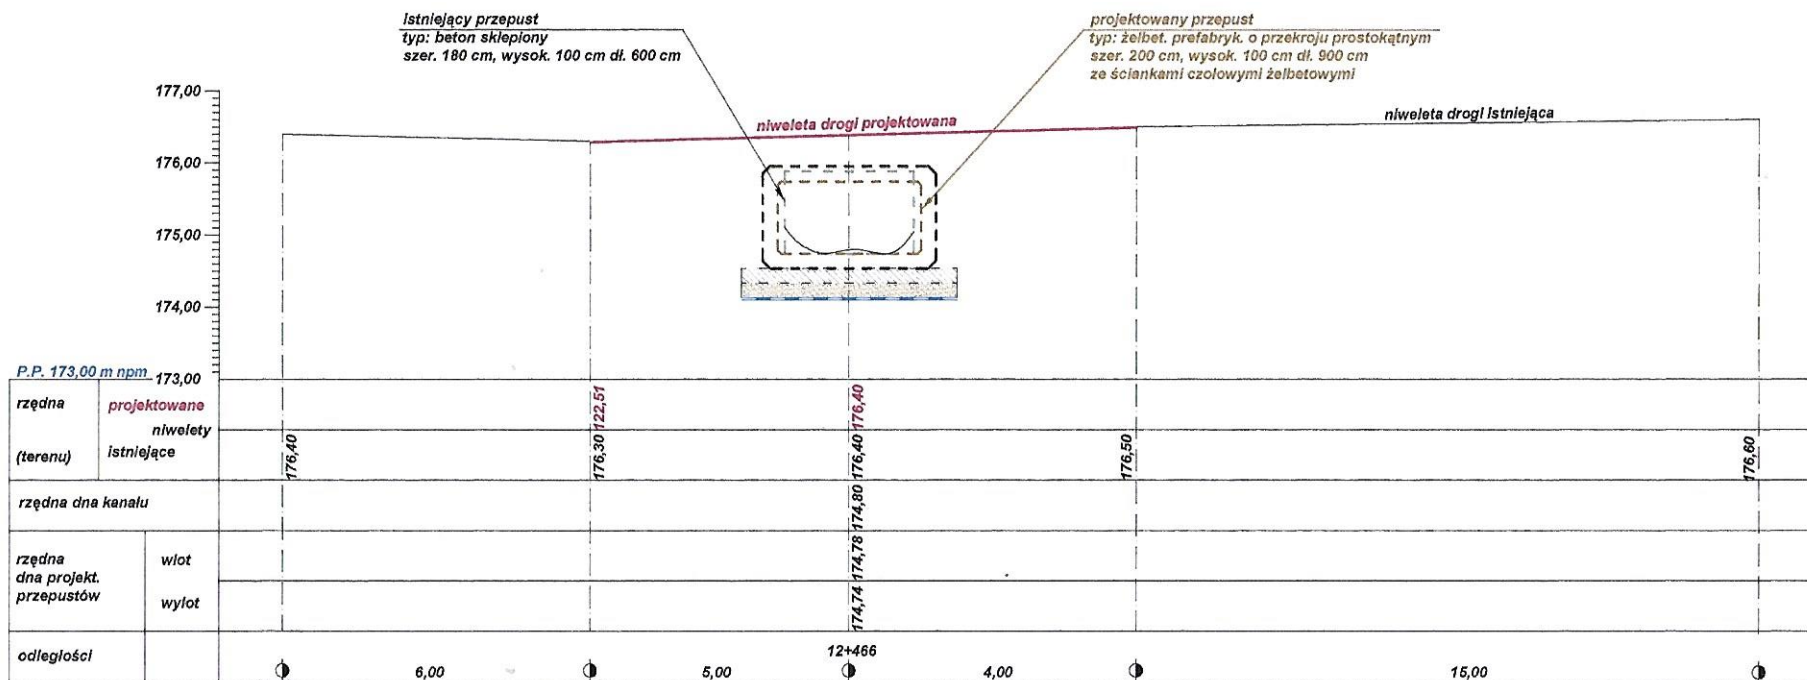 istniejący przepust
typ: beton sklepiony
szer. 180 cm, wysok. 100 cm dł. 600 cm
projektowany przepust
typ: żelbet. prefabryk. o przekroju prostokątnym
szer. 200 cm, wysok. 100 cm dł. 900 cm
ze ściankami czołowymi żelbetowymi
177,00
niweleta drogi projektowana
niweleta drogi istniejąca
176,00
175,00
174,00
P.P. 173,00 m npm 173,00
rzędna projektowane 122,51 176,40
niwelety
(terenu) istniejące 176,40 176,30 176,40 176,50 176,60
rzędna dna kanału 174,80
rzędna
dna projekt.
przepustów
wlot 174,78
wylot 174,74
odległości 12+466
6,00 5,00 4,00 15,00